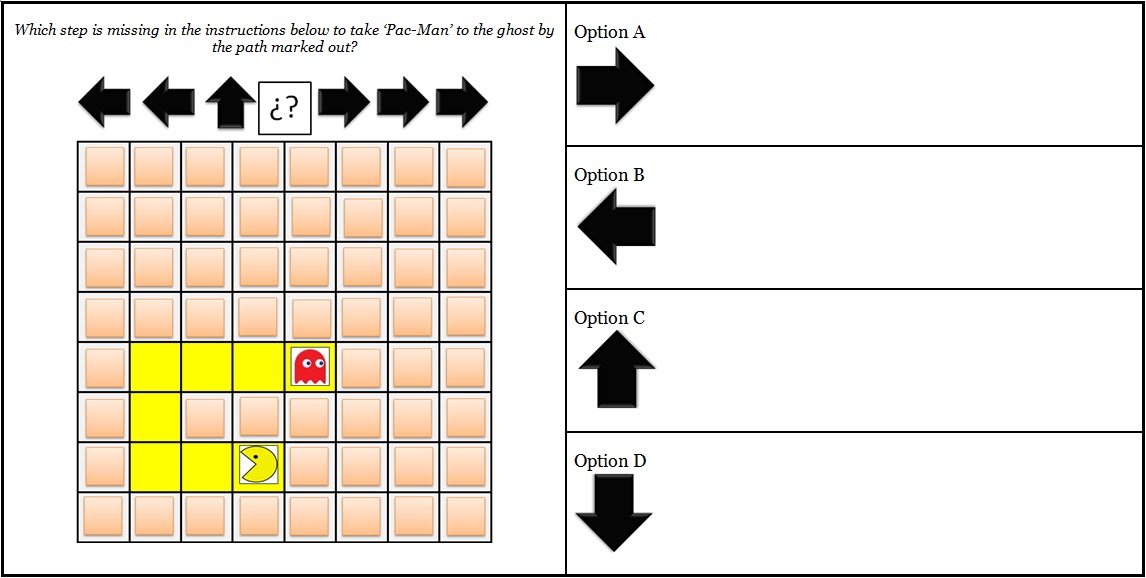 Which step is missing in the instructions below to take ‘Pac-Man’ to the ghost by
the path marked out?
¿?
Option A
Option B
Option C
Option D